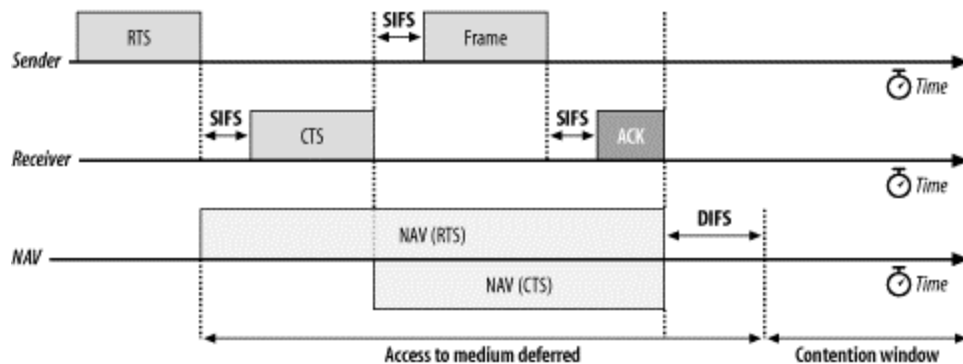 RTS
SIFS
Frame
Sender
Time
SIFS
CTS
SIFS
ACK
Receiver
Time
NAV (RTS)
DIFS
NAV
NAV (CTS)
Time
Access to medium deferred
Contention window